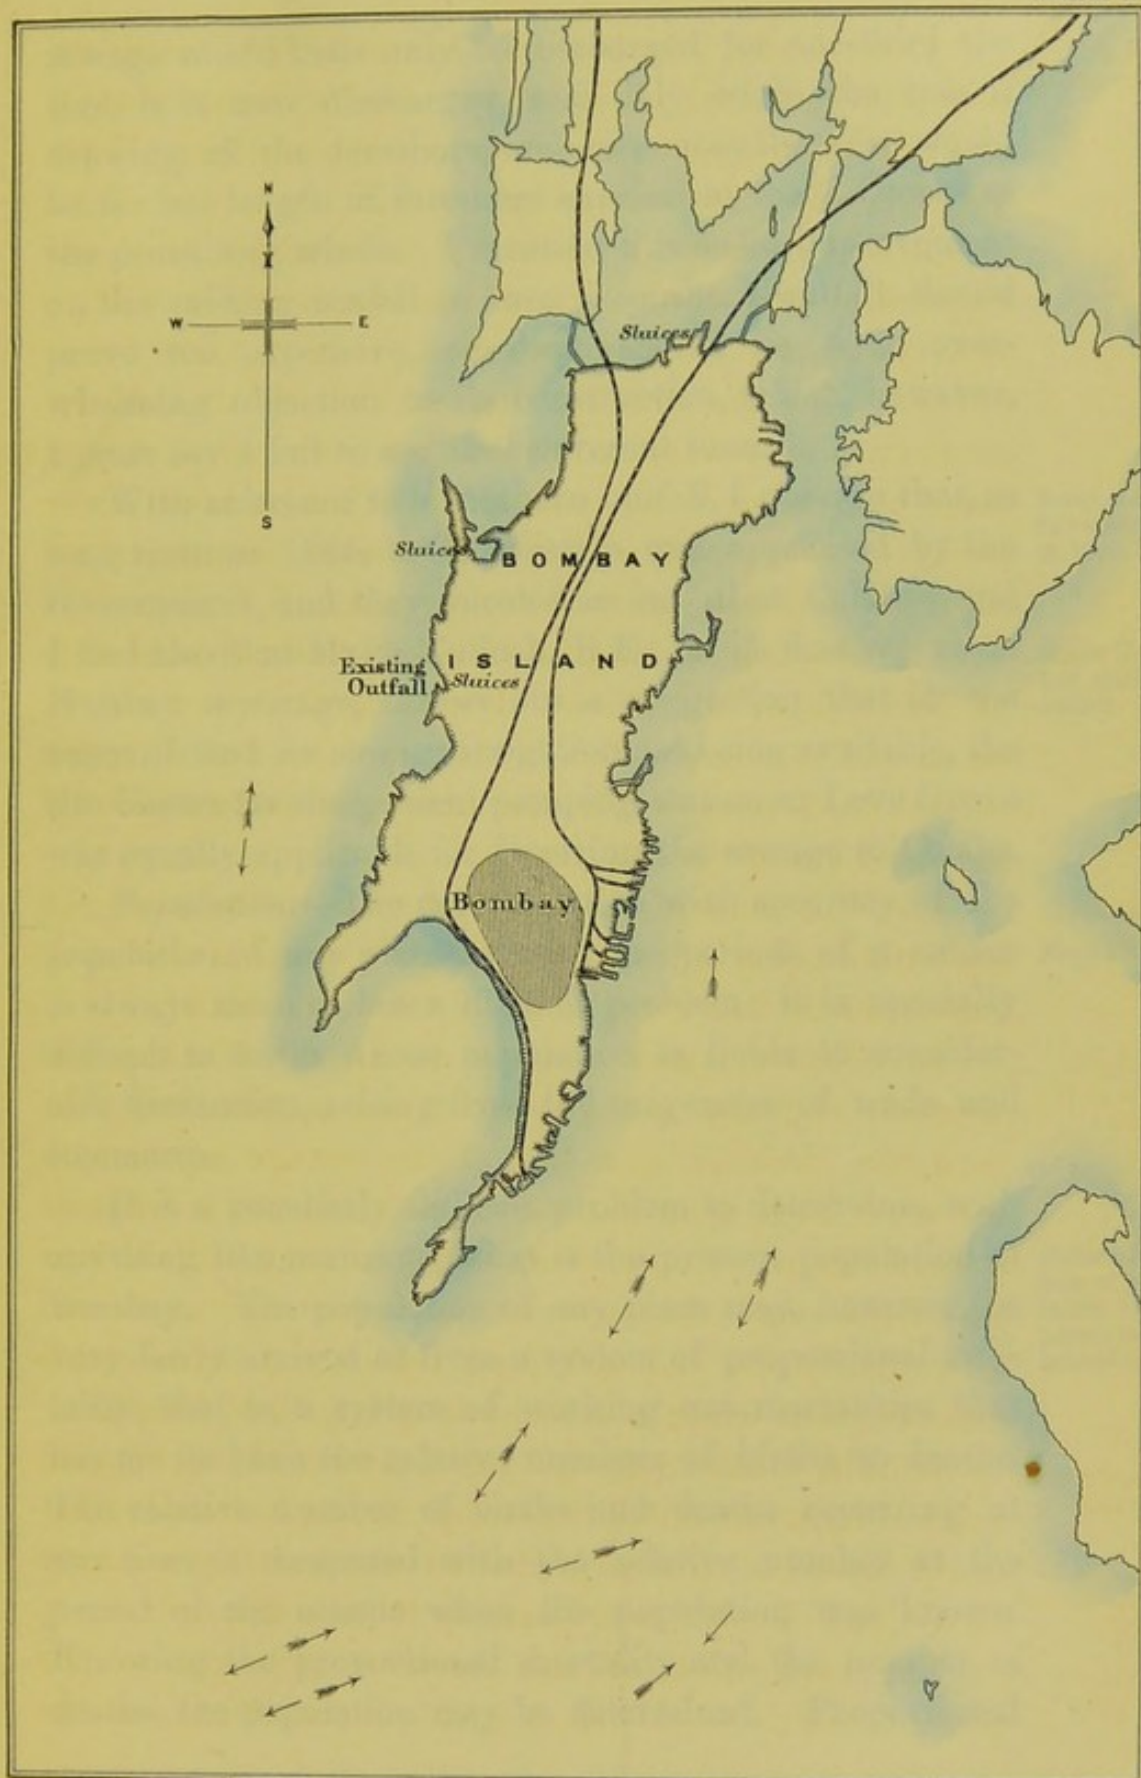 N
W E
S
Sluices
Sluices
BOMBAY
ISLAND
Existing
Outfall
Sluices
Bombay